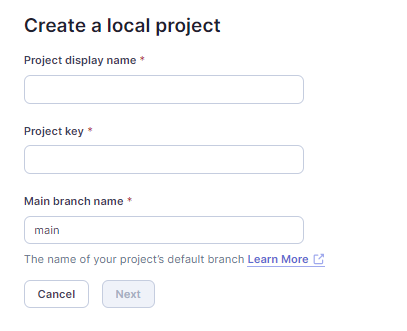 Create a local project
Project display name *
Project key *
Main branch name *
main
The name of your project's default branch Learn More
Cancel Next